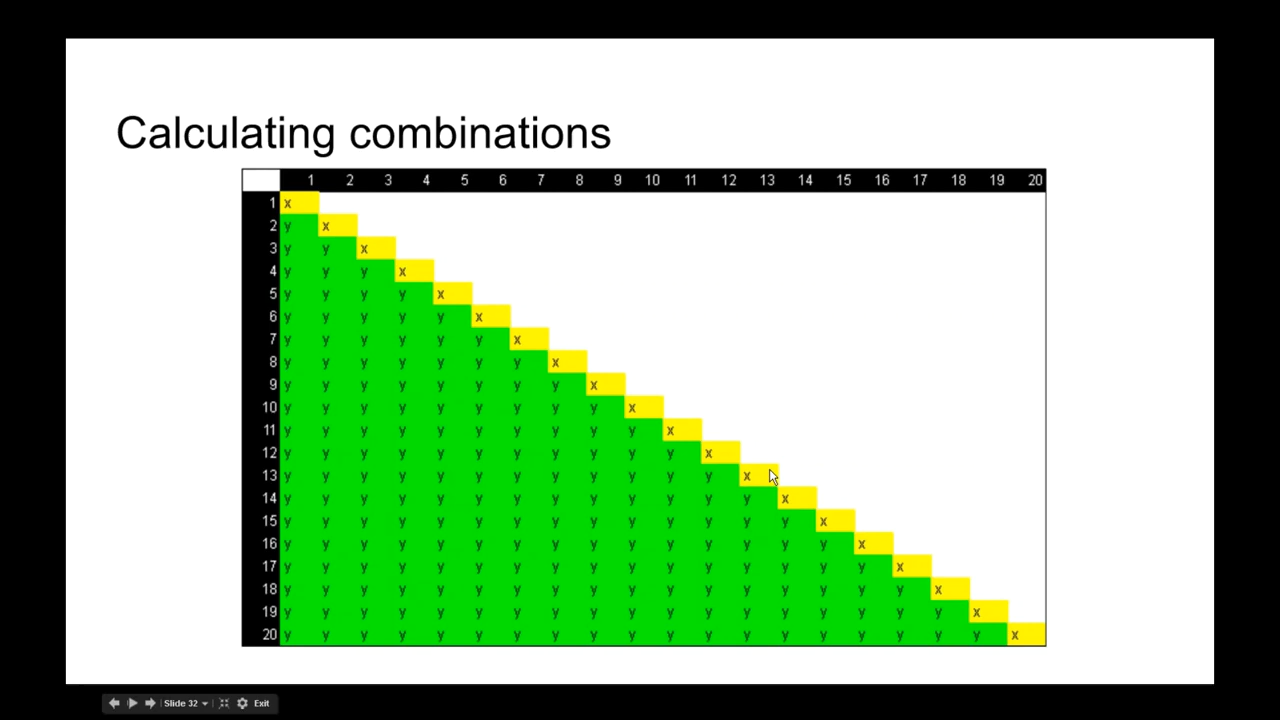 Calculating combinations
1 2 3 4 5 6 7 8 9 10 11 12 13 14 15 16 17 18 19 20
1 x
2 y x
3 y y x
4 y y y x
5 y y y y x
6 y y y y y x
7 y y y y y y x
8 y y y y y y y x
9 y y y y y y y y x
10 y y y y y y y y y x
11 y y y y y y y y y y x
12 y y y y y y y y y y y x
13 y y y y y y y y y y y y x
14 y y y y y y y y y y y y y x
15 y y y y y y y y y y y y y y x
16 y y y y y y y y y y y y y y y x
17 y y y y y y y y y y y y y y y y x
18 y y y y y y y y y y y y y y y y y x
19 y y y y y y y y y y y y y y y y y y x
20 y y y y y y y y y y y y y y y y y y y x
Slide 32 Exit